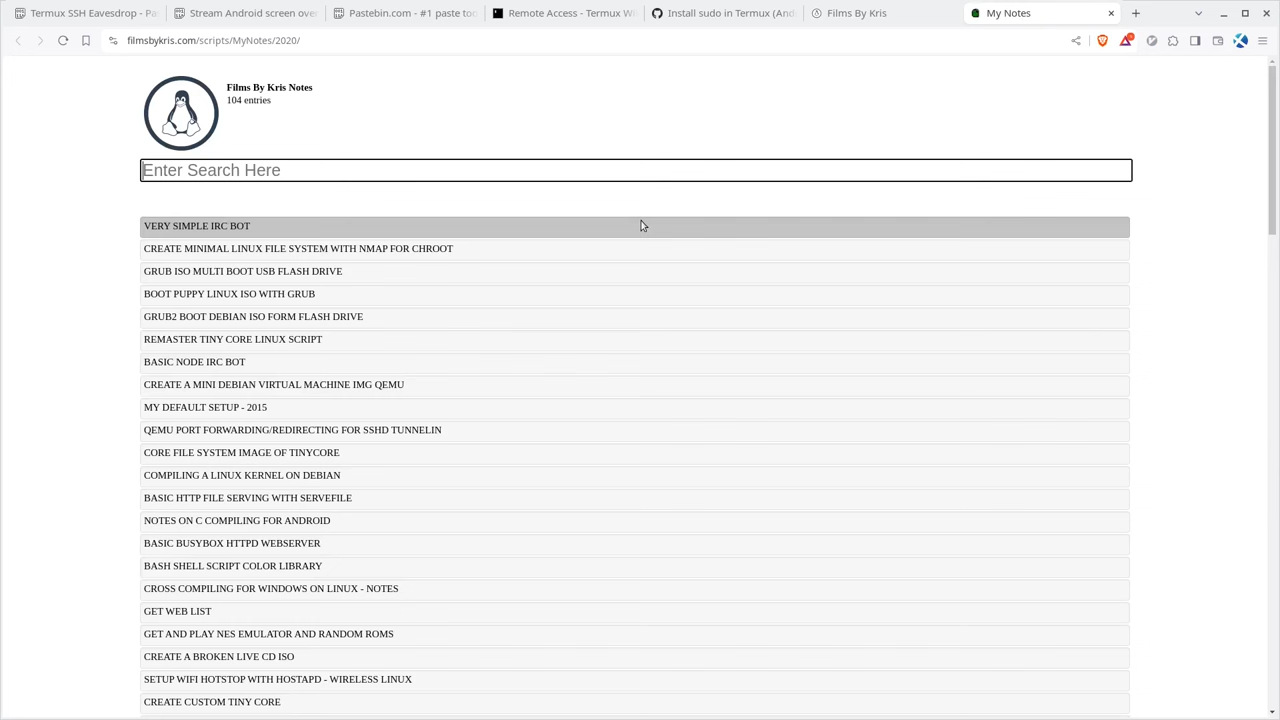 Termux SSH Eavesdrop - Pa
Stream Android screen ove
Pastebin.com - #1 paste too
Remote Access - Termux Wi
Install sudo in Termux (And
Films By Kris
My Notes
filmsbykris.com/scripts/MyNotes/2020/
Films By Kris Notes
104 entries
Enter Search Here
VERY SIMPLE IRC BOT
CREATE MINIMAL LINUX FILE SYSTEM WITH NMAP FOR CHROOT
GRUB ISO MULTI BOOT USB FLASH DRIVE
BOOT PUPPY LINUX ISO WITH GRUB
GRUB2 BOOT DEBIAN ISO FORM FLASH DRIVE
REMASTER TINY CORE LINUX SCRIPT
BASIC NODE IRC BOT
CREATE A MINI DEBIAN VIRTUAL MACHINE IMG QEMU
MY DEFAULT SETUP - 2015
QEMU PORT FORWARDING/REDIRECTING FOR SSHD TUNNELIN
CORE FILE SYSTEM IMAGE OF TINYCORE
COMPILING A LINUX KERNEL ON DEBIAN
BASIC HTTP FILE SERVING WITH SERVEFILE
NOTES ON C COMPILING FOR ANDROID
BASIC BUSYBOX HTTPD WEBSERVER
BASH SHELL SCRIPT COLOR LIBRARY
CROSS COMPILING FOR WINDOWS ON LINUX - NOTES
GET WEB LIST
GET AND PLAY NES EMULATOR AND RANDOM ROMS
CREATE A BROKEN LIVE CD ISO
SETUP WIFI HOTSTOP WITH HOSTAPD - WIRELESS LINUX
CREATE CUSTOM TINY CORE